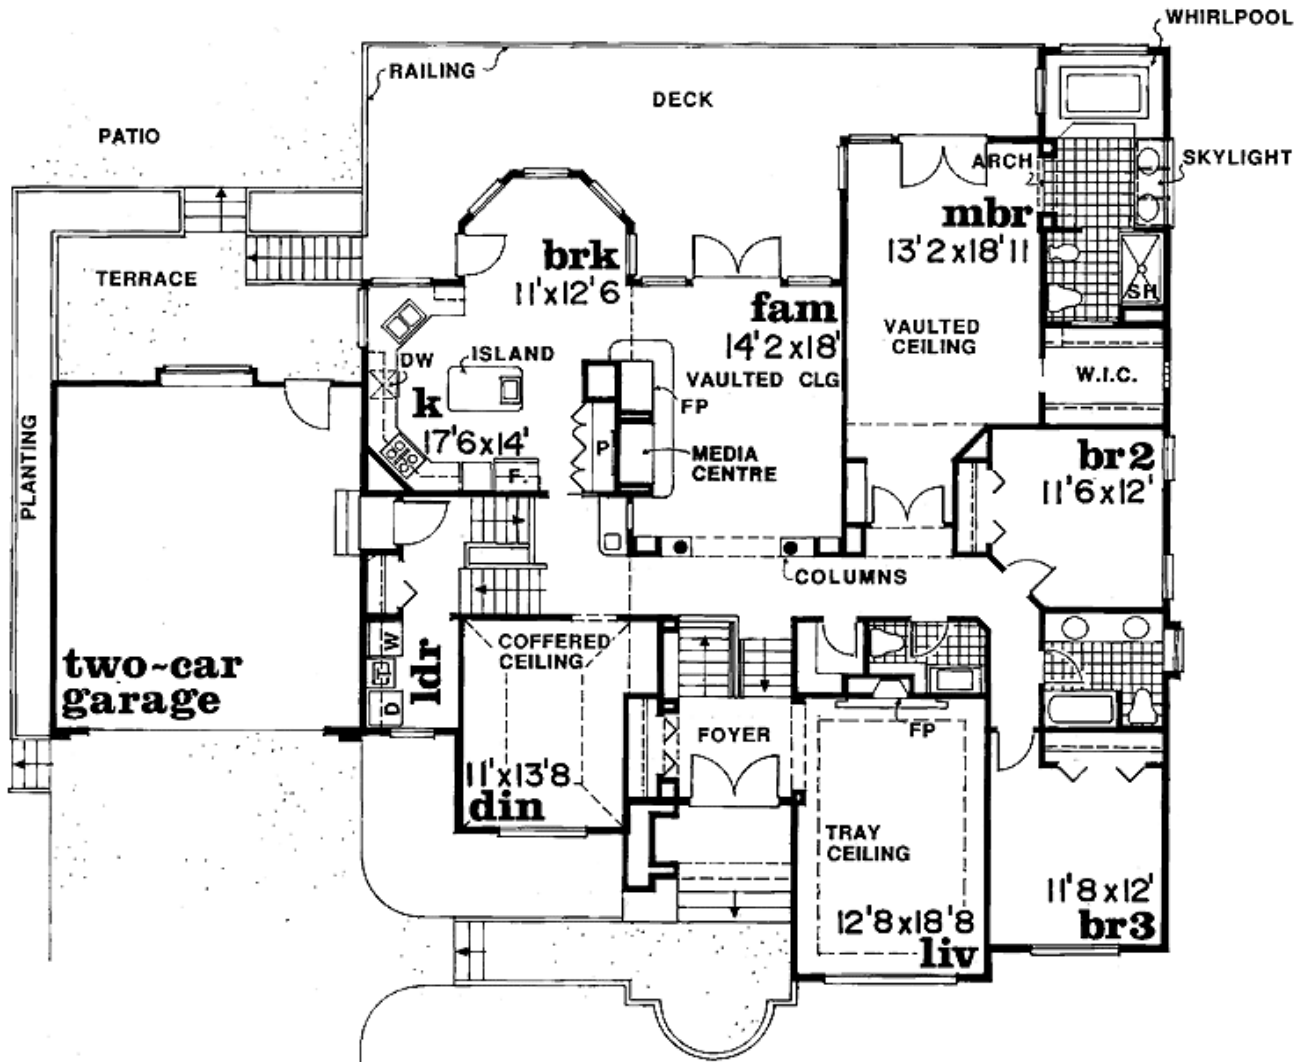 WHIRLPOOL
RAILING
DECK
PATIO
ARCH
SKYLIGHT
mbr
13'2x18'11
brk
11'x12'6
TERRACE
SH
fam
14'2x18'
VAULTED CLG
VAULTED
CEILING
DW
ISLAND
W.I.C.
k
17'6x14'
FP
P
MEDIA
CENTRE
F.
br2
11'6x12'
PLANTING
COLUMNS
two~car
garage
W
D
ldr
COFFERED
CEILING
FOYER
FP
11'x13'8
din
TRAY
CEILING
12'8x18'8
liv
11'8x12'
br3